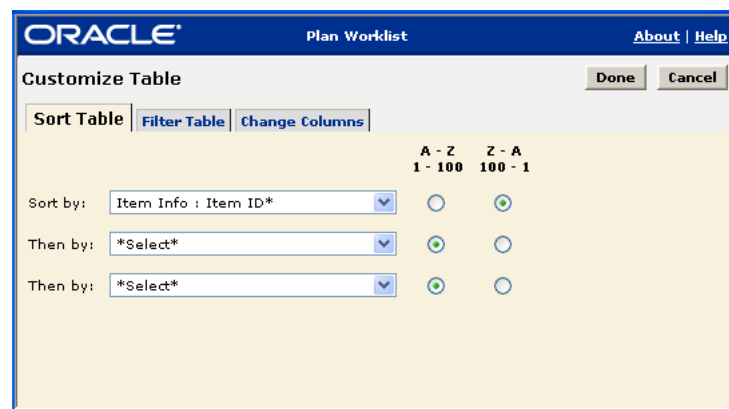 ORACLE® Plan Worklist About | Help
Customize Table Done Cancel
Sort Table Filter Table Change Columns
A - Z Z - A
1 - 100 100 - 1
Sort by: Item Info : Item ID*
Then by: *Select*
Then by: *Select*